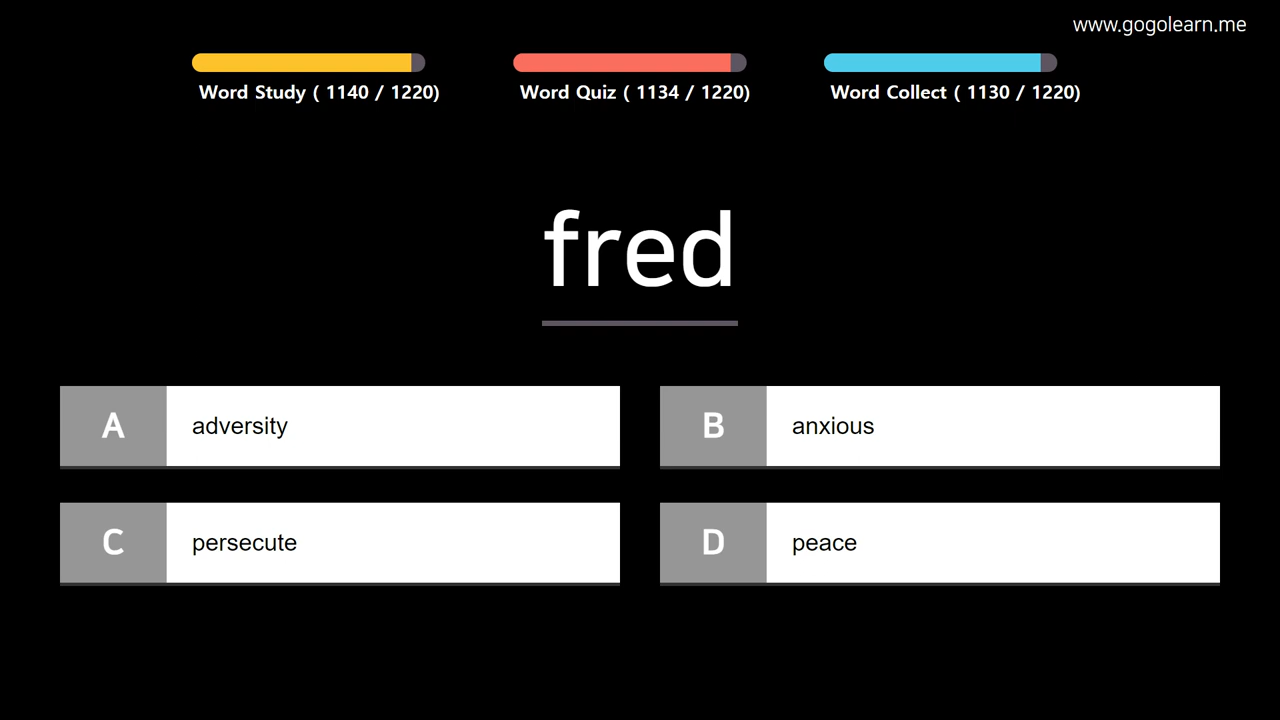 www.gogolearn.me
Word Study ( 1140 / 1220)
Word Quiz ( 1134 / 1220)
Word Collect ( 1130 / 1220)
fred
A adversity
B anxious
C persecute
D peace